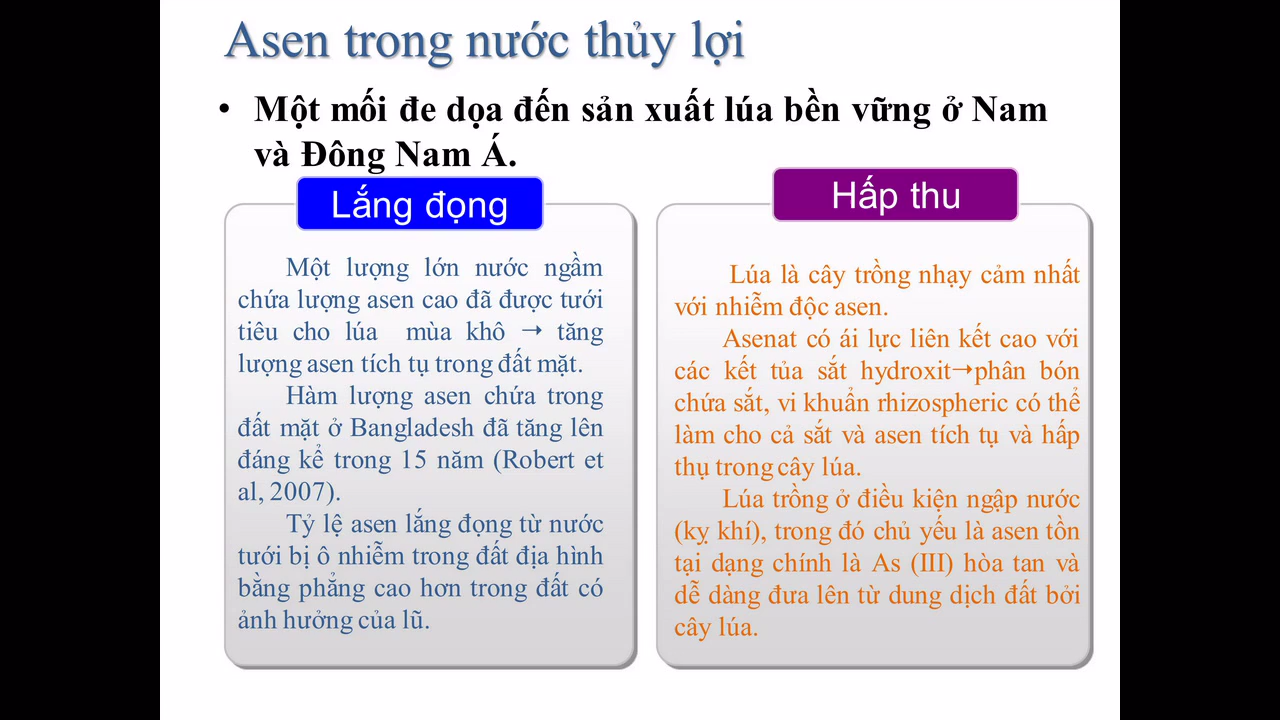 Asen trong nước thủy lợi
• Một mối đe dọa đến sản xuất lúa bền vững ở Nam
và Đông Nam Á.
Lắng đọng
Một lượng lớn nước ngầm
chứa lượng asen cao đã được tưới
tiêu cho lúa mùa khô → tăng
lượng asen tích tụ trong đất mặt.
Hàm lượng asen chứa trong
đất mặt ở Bangladesh đã tăng lên
đáng kể trong 15 năm (Robert et
al, 2007).
Tỷ lệ asen lắng đọng từ nước
tưới bị ô nhiễm trong đất địa hình
bằng phẳng cao hơn trong đất có
ảnh hưởng của lũ.
Hấp thu
Lúa là cây trồng nhạy cảm nhất
với nhiễm độc asen.
Asenat có ái lực liên kết cao với
các kết tủa sắt hydroxit→phân bón
chứa sắt, vi khuẩn rhizospheric có thể
làm cho cả sắt và asen tích tụ và hấp
thụ trong cây lúa.
Lúa trồng ở điều kiện ngập nước
(kỵ khí), trong đó chủ yếu là asen tồn
tại dạng chính là As (III) hòa tan và
dễ dàng đưa lên từ dung dịch đất bởi
cây lúa.